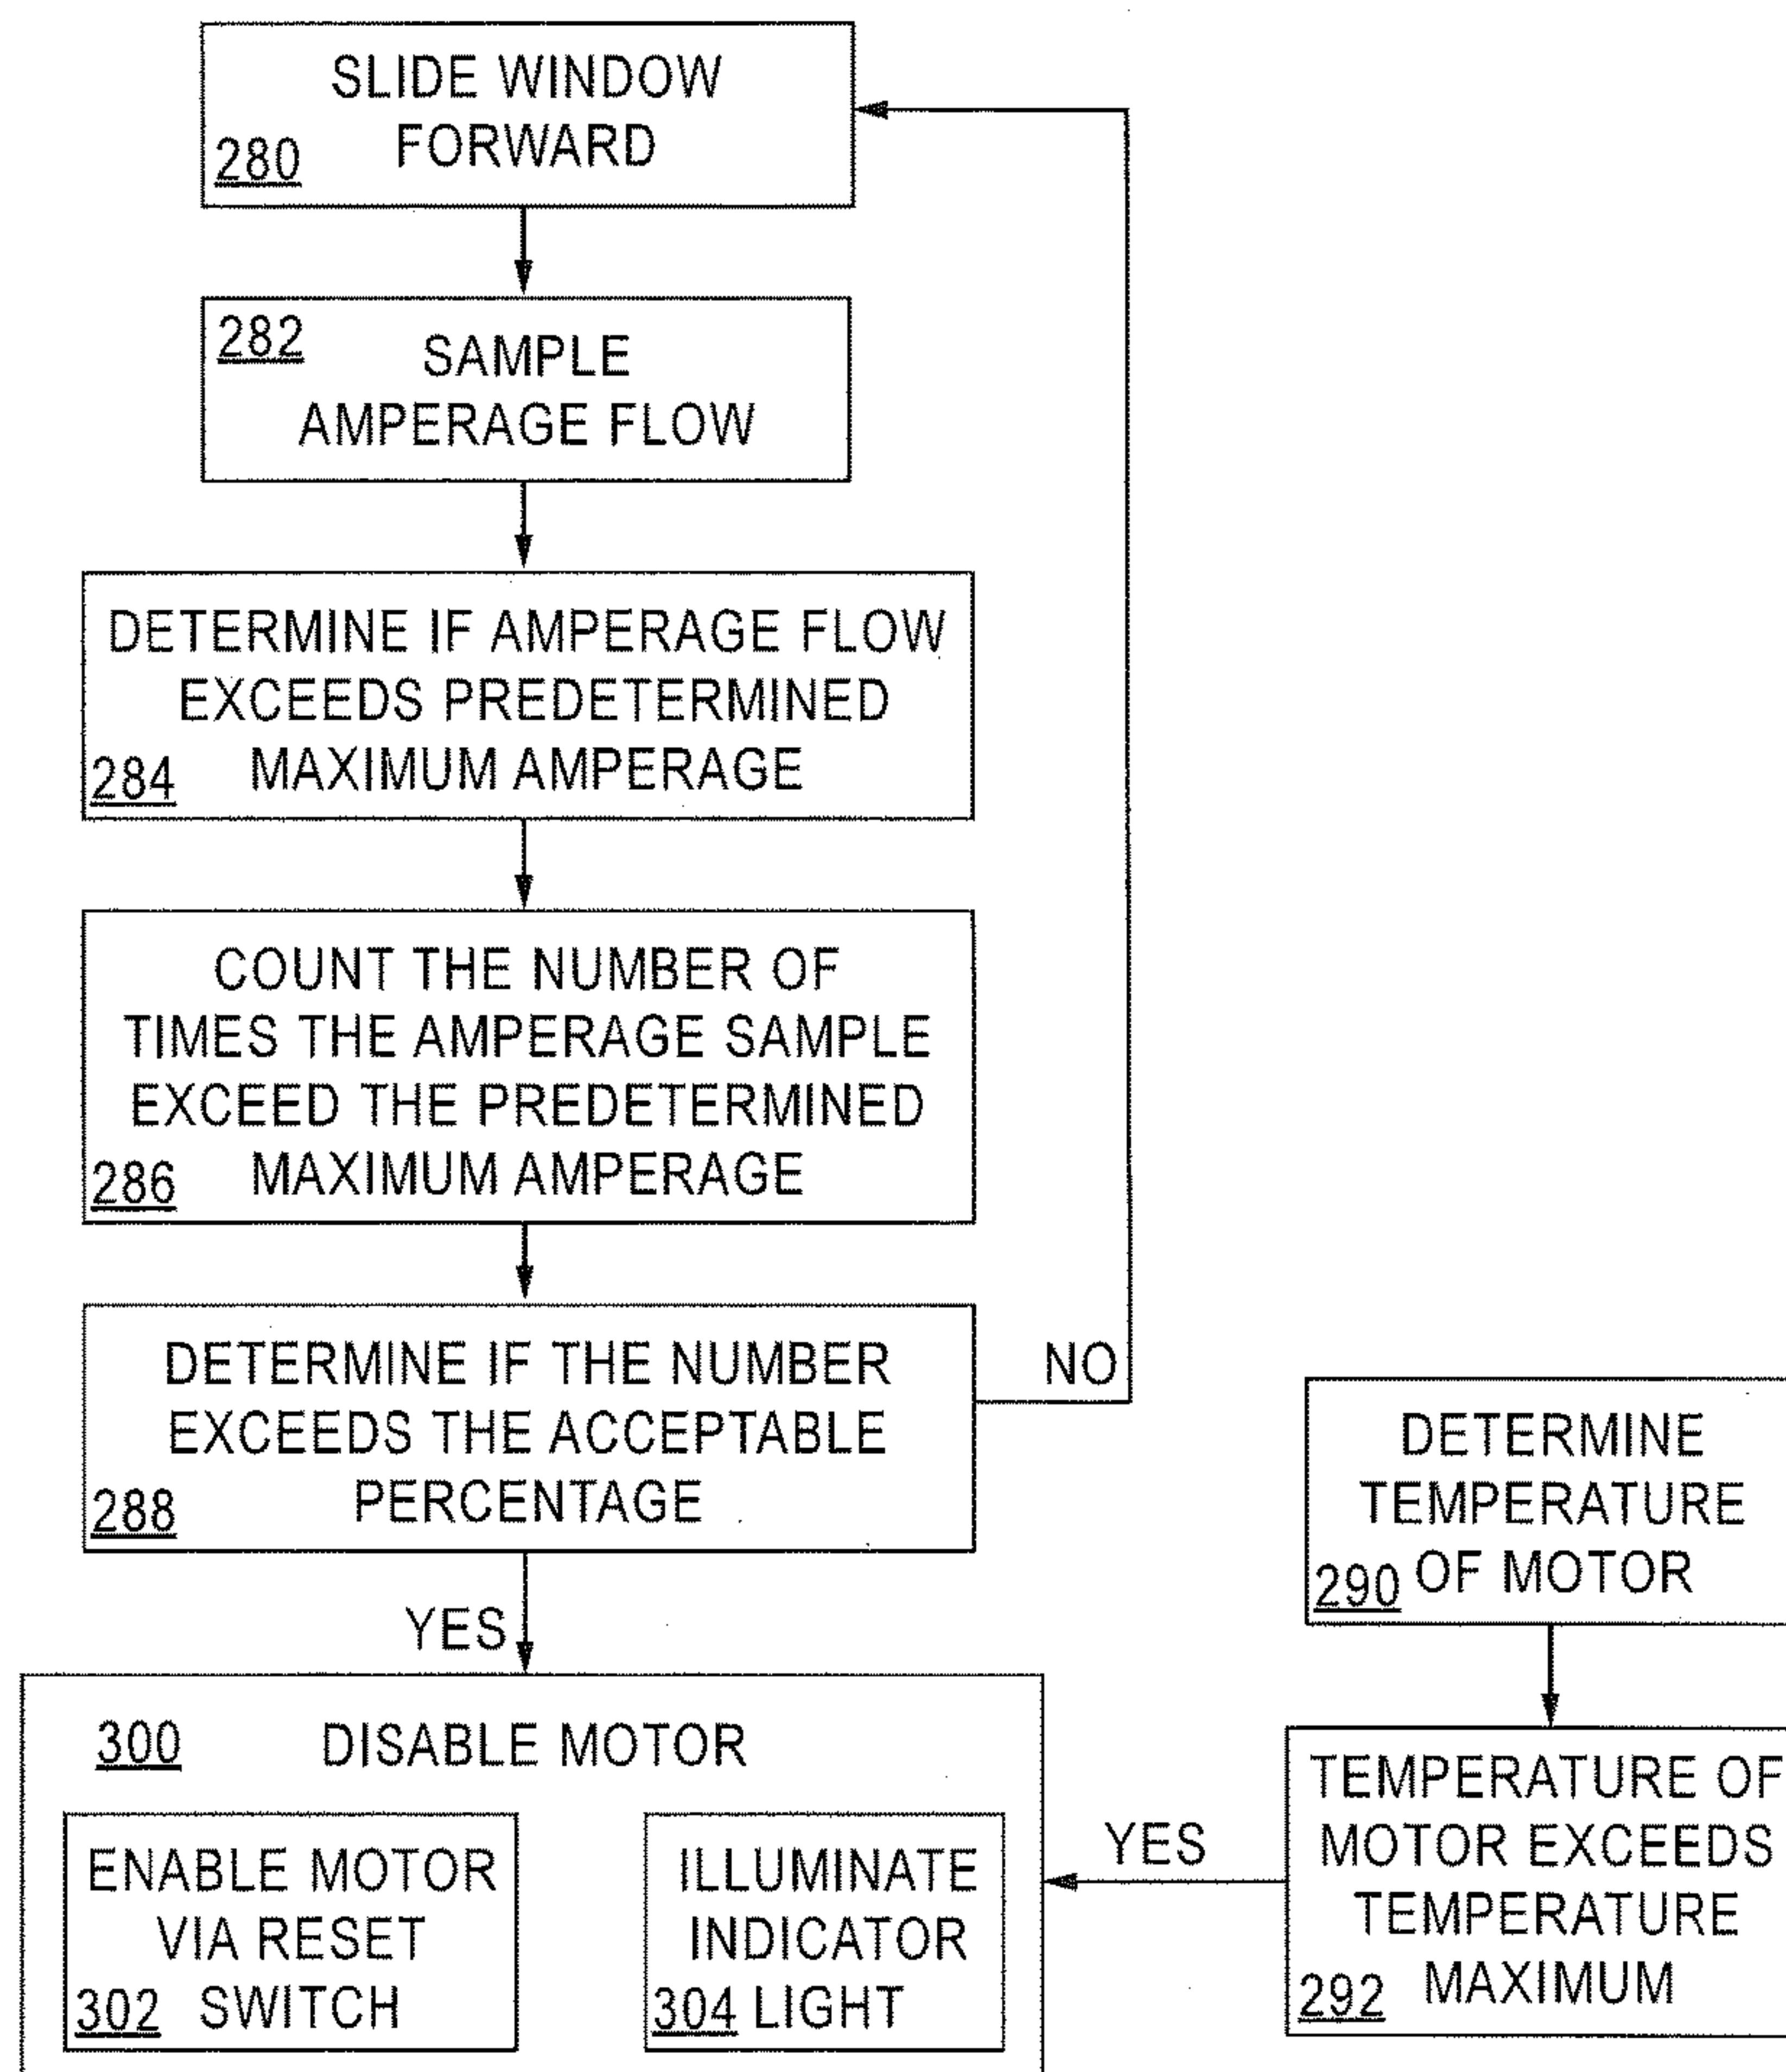 SLIDE WINDOW
FORWARD
280
282
SAMPLE
AMPERAGE FLOW
DETERMINE IF AMPERAGE FLOW
EXCEEDS PREDETERMINED
MAXIMUM AMPERAGE
284
COUNT THE NUMBER OF
TIMES THE AMPERAGE SAMPLE
EXCEED THE PREDETERMINED
MAXIMUM AMPERAGE
286
DETERMINE IF THE NUMBER
EXCEEDS THE ACCEPTABLE
PERCENTAGE
288
NO
YES
DETERMINE
TEMPERATURE
290 OF MOTOR
TEMPERATURE OF
MOTOR EXCEEDS
TEMPERATURE
MAXIMUM
292
YES
300 DISABLE MOTOR
ENABLE MOTOR
VIA RESET
302 SWITCH
ILLUMINATE
INDICATOR
304 LIGHT